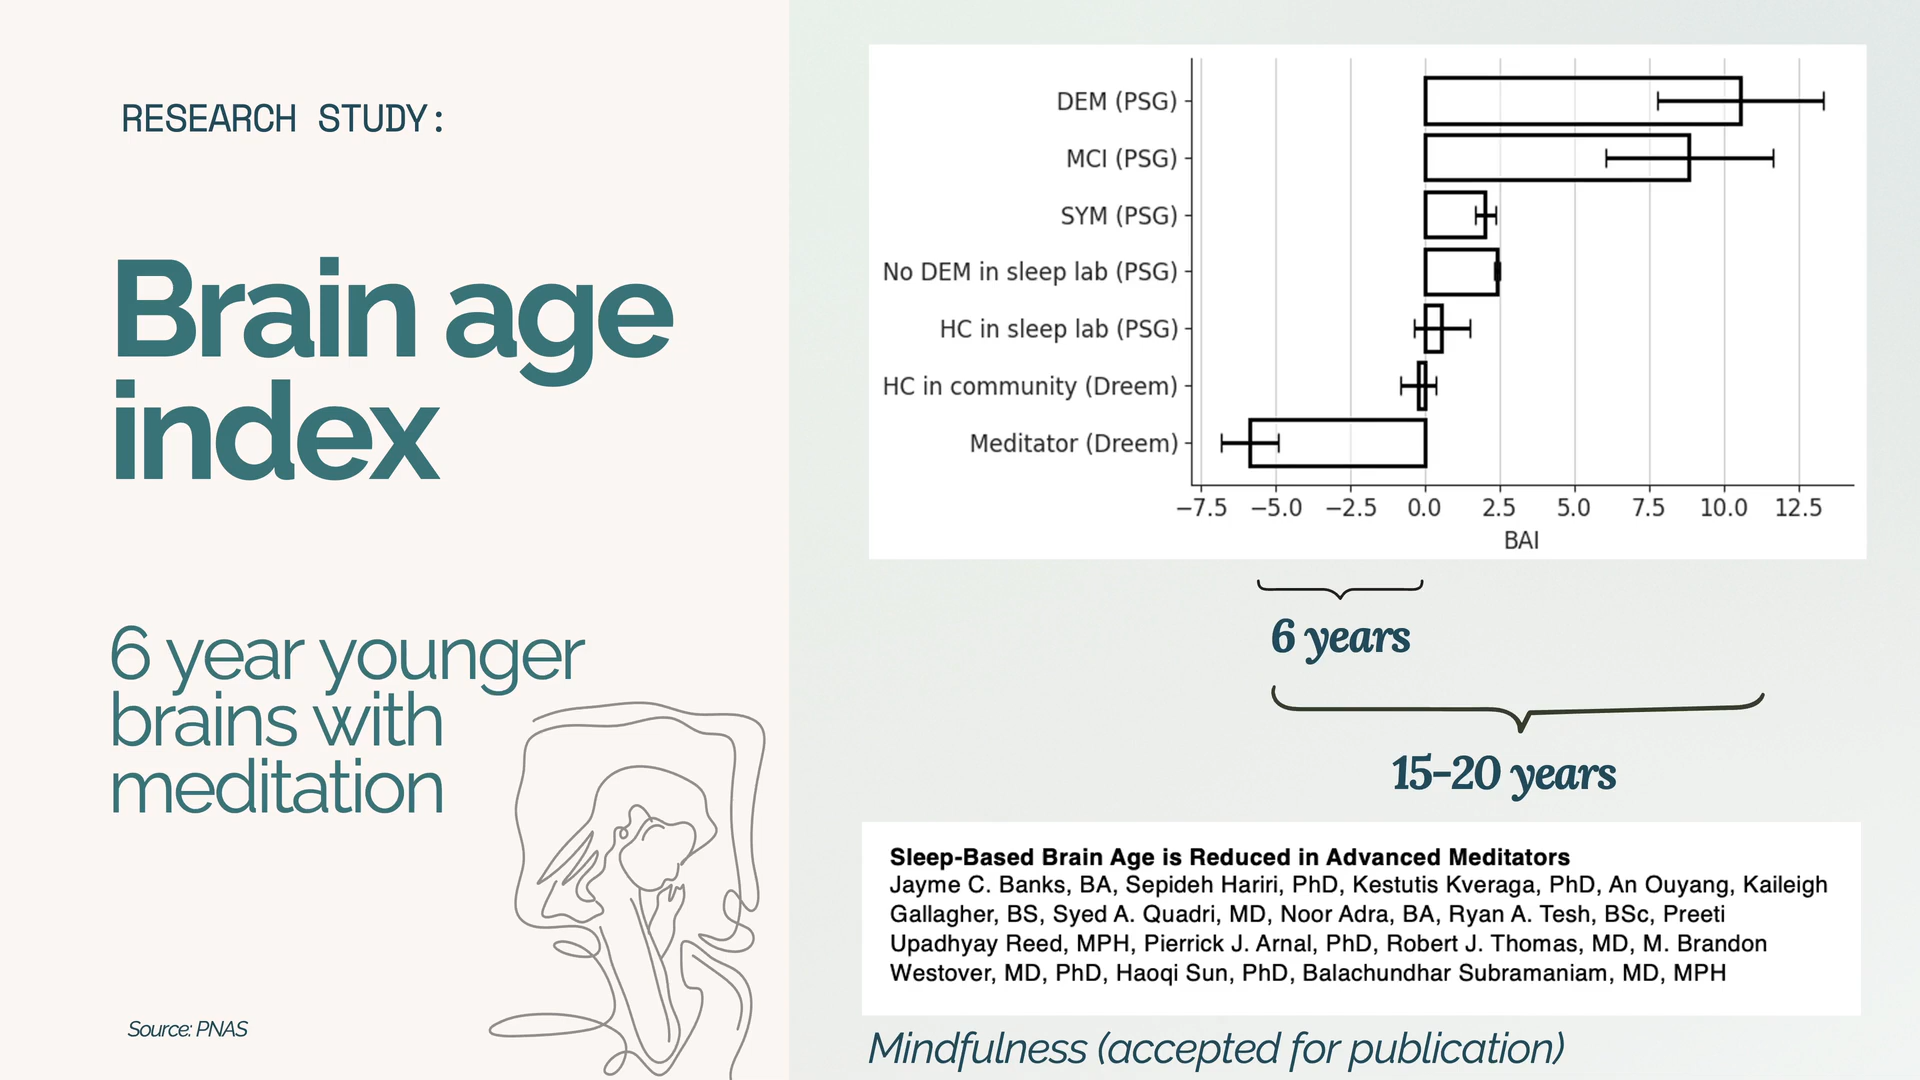 RESEARCH STUDY:
Brain age
index
6 year younger
brains with
meditation
Source: PNAS
DEM (PSG)
MCI (PSG)
SYM (PSG)
No DEM in sleep lab (PSG)
HC in sleep lab (PSG)
HC in community (Dreem)
Meditator (Dreem)
−7.5 −5.0 −2.5 0.0 2.5 5.0 7.5 10.0 12.5
BAI
6 years
15-20 years
Sleep-Based Brain Age is Reduced in Advanced Meditators
Jayme C. Banks, BA, Sepideh Hariri, PhD, Kestutis Kveraga, PhD, An Ouyang, Kaileigh
Gallagher, BS, Syed A. Quadri, MD, Noor Adra, BA, Ryan A. Tesh, BSc, Preeti
Upadhyay Reed, MPH, Pierrick J. Arnal, PhD, Robert J. Thomas, MD, M. Brandon
Westover, MD, PhD, Haoqi Sun, PhD, Balachundhar Subramaniam, MD, MPH
Mindfulness (accepted for publication)